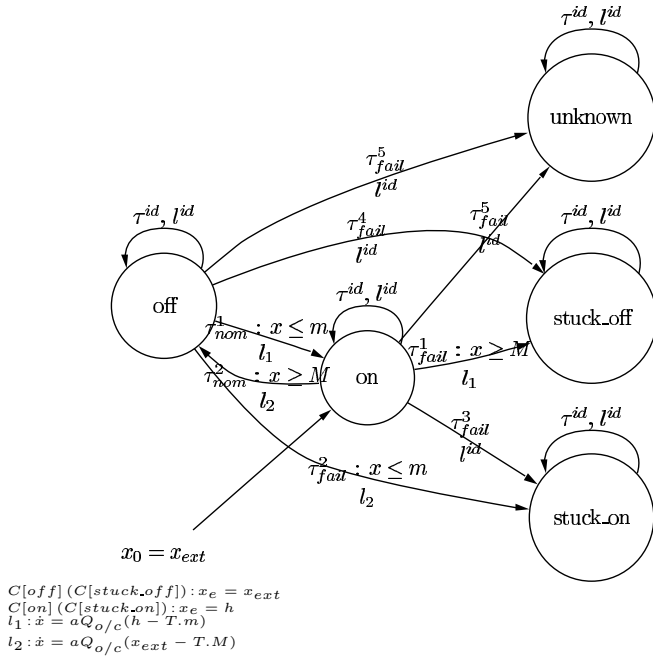 τ^{id}, l^{id}
unknown
τ^5_{fail}
l^{id}
τ^{id}, l^{id}
τ^4_{fail}
l^{id}
τ^5_{fail}
l^{id}
τ^{id}, l^{id}
off
τ^{id}, l^{id}
stuck_off
τ^1_{nom} : x ≤ m
l_1
τ^2_{nom} : x ≥ M
l_2
on
τ^1_{fail} : x ≥ M
l_1
τ^{id}, l^{id}
τ^3_{fail}
l^{id}
τ^2_{fail} : x ≤ m
l_2
stuck_on
x_0 = x_{ext}
C[off] (C[stuck_off]) : x_e = x_{ext}
C[on] (C[stuck_on]) : x_e = h
l_1 : ẋ = aQ_{o/c}(h − T.m)
l_2 : ẋ = aQ_{o/c}(x_{ext} − T.M)